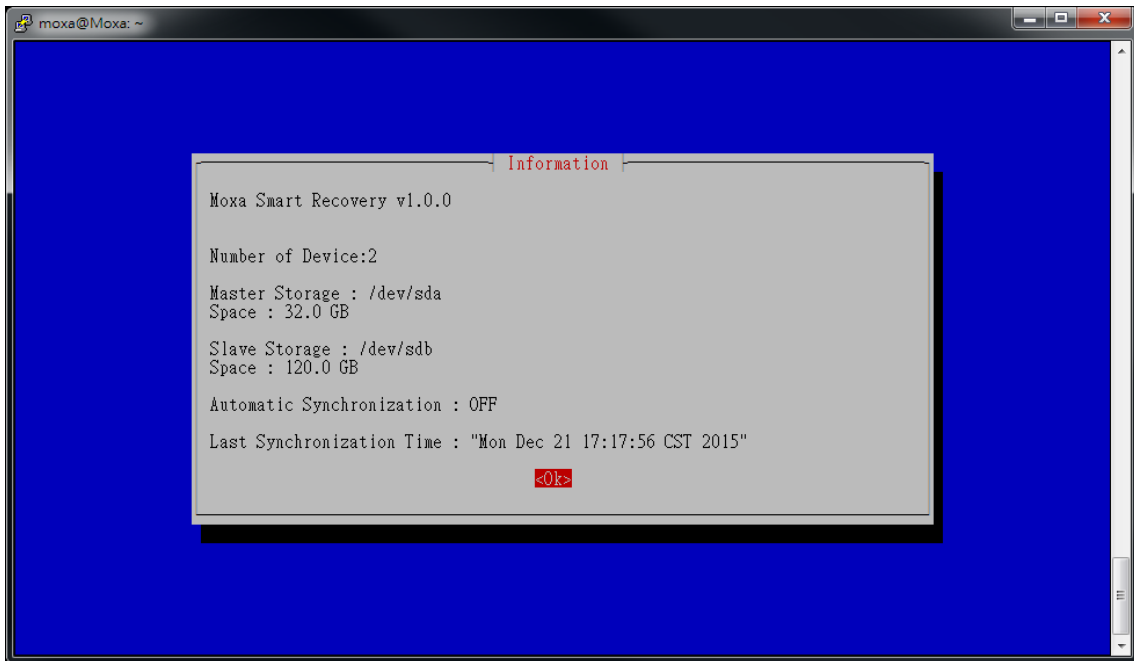 moxa@Moxa: ~
Information
Moxa Smart Recovery v1.0.0
Number of Device:2
Master Storage : /dev/sda
Space : 32.0 GB
Slave Storage : /dev/sdb
Space : 120.0 GB
Automatic Synchronization : OFF
Last Synchronization Time : "Mon Dec 21 17:17:56 CST 2015"
<Ok>